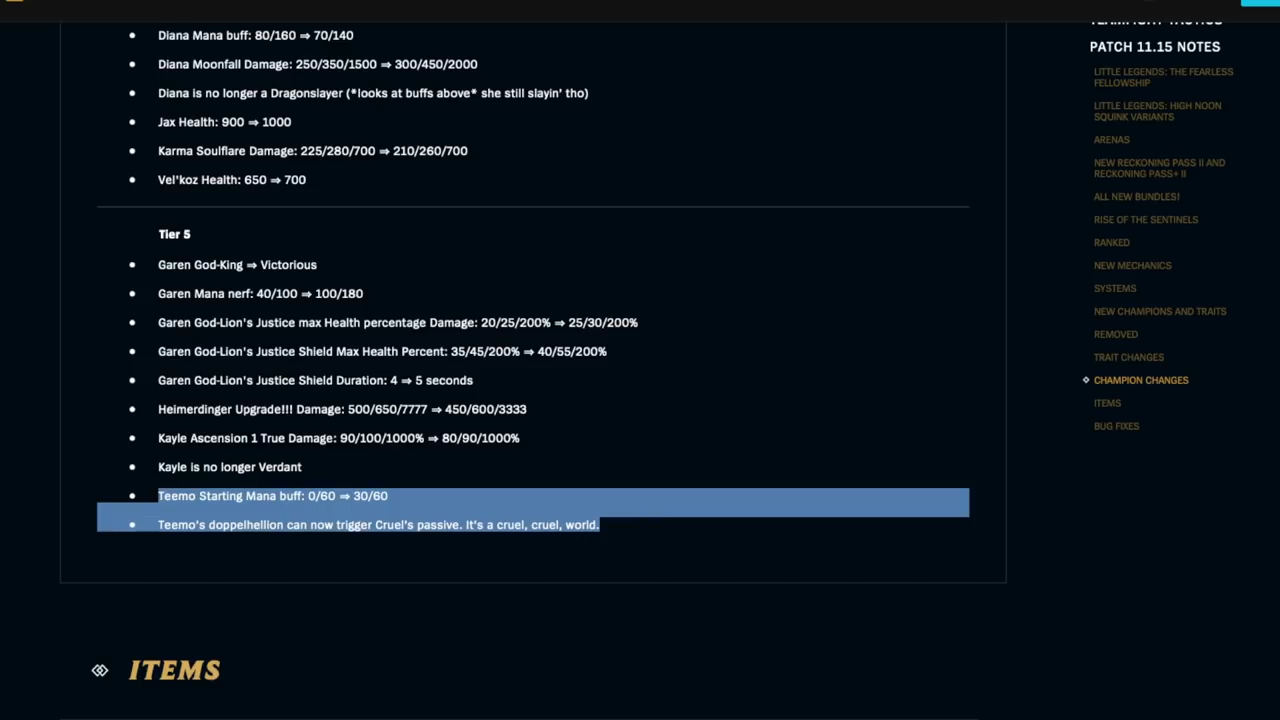 Diana Mana buff: 80/160 ⇒ 70/140
Diana Moonfall Damage: 250/350/1500 ⇒ 300/450/2000
Diana is no longer a Dragonslayer (*looks at buffs above* she still slayin' tho)
Jax Health: 900 ⇒ 1000
Karma Soulflare Damage: 225/280/700 ⇒ 210/260/700
Vel'koz Health: 650 ⇒ 700
Tier 5
Garen God-King ⇒ Victorious
Garen Mana nerf: 40/100 ⇒ 100/180
Garen God-Lion's Justice max Health percentage Damage: 20/25/200% ⇒ 25/30/200%
Garen God-Lion's Justice Shield Max Health Percent: 35/45/200% ⇒ 40/55/200%
Garen God-Lion's Justice Shield Duration: 4 ⇒ 5 seconds
Heimerdinger Upgrade!!! Damage: 500/650/7777 ⇒ 450/600/3333
Kayle Ascension 1 True Damage: 90/100/1000% ⇒ 80/90/1000%
Kayle is no longer Verdant
Teemo Starting Mana buff: 0/60 ⇒ 30/60
Teemo's doppelhellion can now trigger Cruel's passive. It's a cruel, cruel, world.
ITEMS
TEAMFIGHT TACTICS
PATCH 11.15 NOTES
LITTLE LEGENDS: THE FEARLESS
FELLOWSHIP
LITTLE LEGENDS: HIGH NOON
SQUINK VARIANTS
ARENAS
NEW RECKONING PASS II AND
RECKONING PASS+ II
ALL NEW BUNDLES!
RISE OF THE SENTINELS
RANKED
NEW MECHANICS
SYSTEMS
NEW CHAMPIONS AND TRAITS
REMOVED
TRAIT CHANGES
CHAMPION CHANGES
ITEMS
BUG FIXES